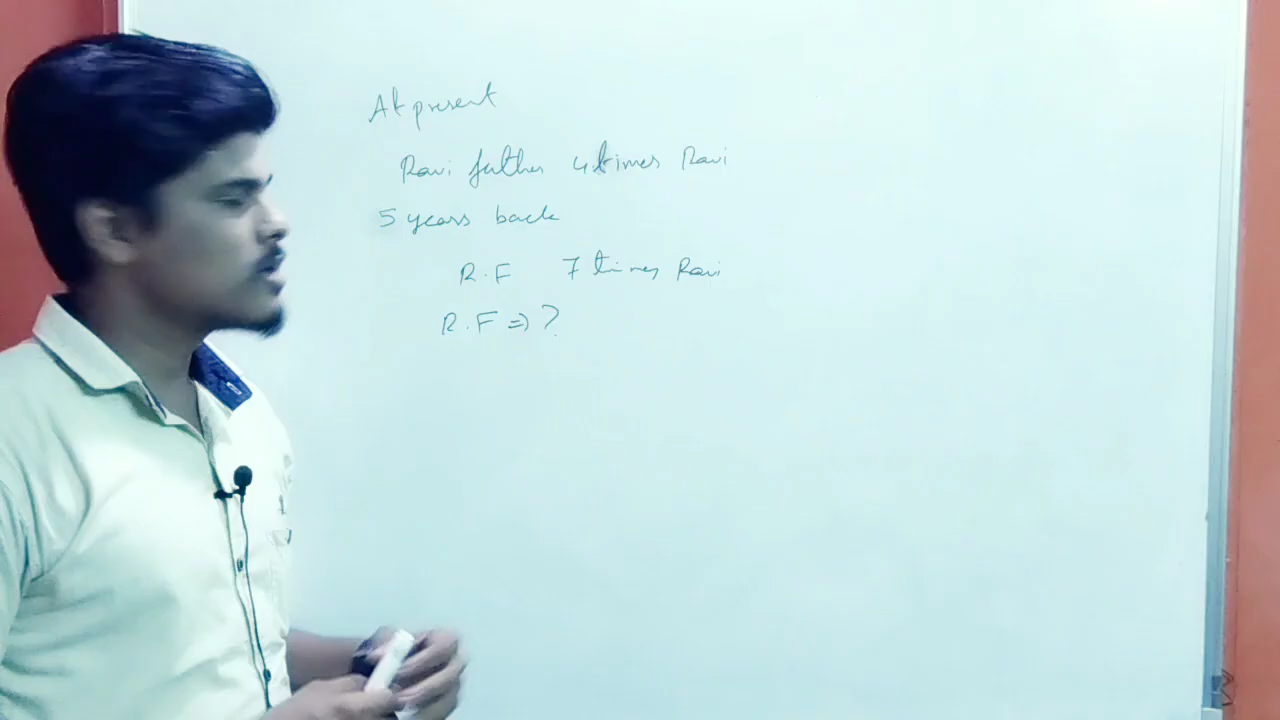 At present
Ravi father 4 times Ravi
5 years back
R.F 7 times Ravi
R.F => ?